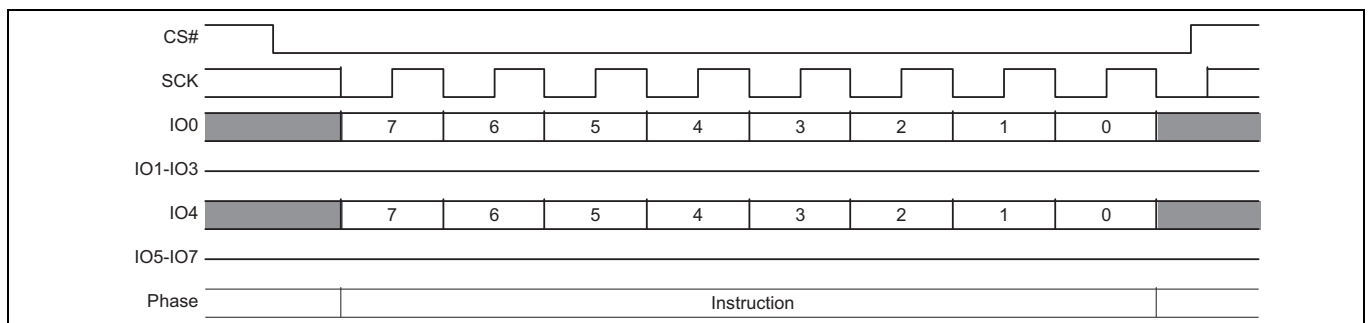 CS#
SCK
IO0 7 6 5 4 3 2 1 0
IO1-IO3
IO4 7 6 5 4 3 2 1 0
IO5-IO7
Phase Instruction